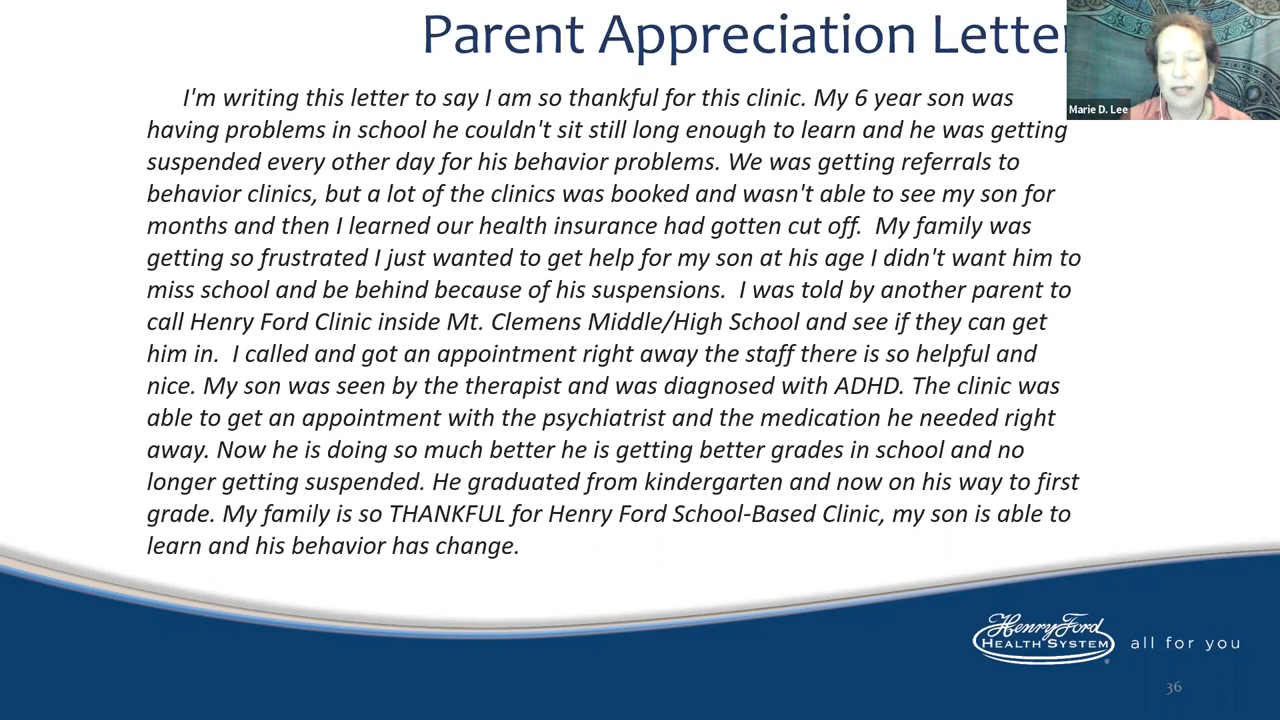 Parent Appreciation Lette
Marie D. Lee
I'm writing this letter to say I am so thankful for this clinic. My 6 year son was
having problems in school he couldn't sit still long enough to learn and he was getting
suspended every other day for his behavior problems. We was getting referrals to
behavior clinics, but a lot of the clinics was booked and wasn't able to see my son for
months and then I learned our health insurance had gotten cut off.  My family was
getting so frustrated I just wanted to get help for my son at his age I didn't want him to
miss school and be behind because of his suspensions.  I was told by another parent to
call Henry Ford Clinic inside Mt. Clemens Middle/High School and see if they can get
him in.  I called and got an appointment right away the staff there is so helpful and
nice. My son was seen by the therapist and was diagnosed with ADHD. The clinic was
able to get an appointment with the psychiatrist and the medication he needed right
away. Now he is doing so much better he is getting better grades in school and no
longer getting suspended. He graduated from kindergarten and now on his way to first
grade. My family is so THANKFUL for Henry Ford School-Based Clinic, my son is able to
learn and his behavior has change.
Henry Ford
HEALTH SYSTEM®
all for you
36